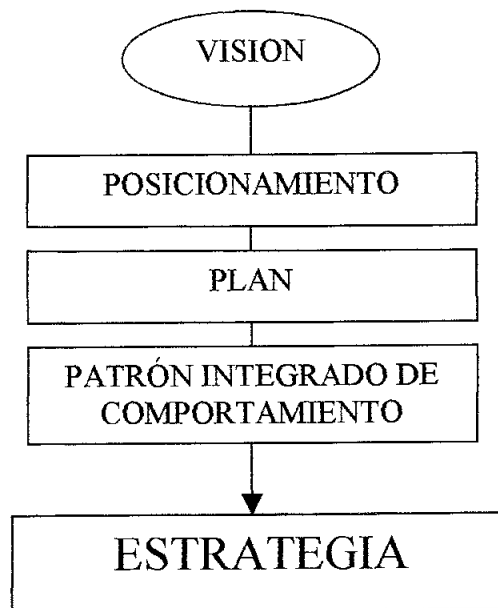 VISION
POSICIONAMIENTO
PLAN
PATRÓN INTEGRADO DE
COMPORTAMIENTO
ESTRATEGIA